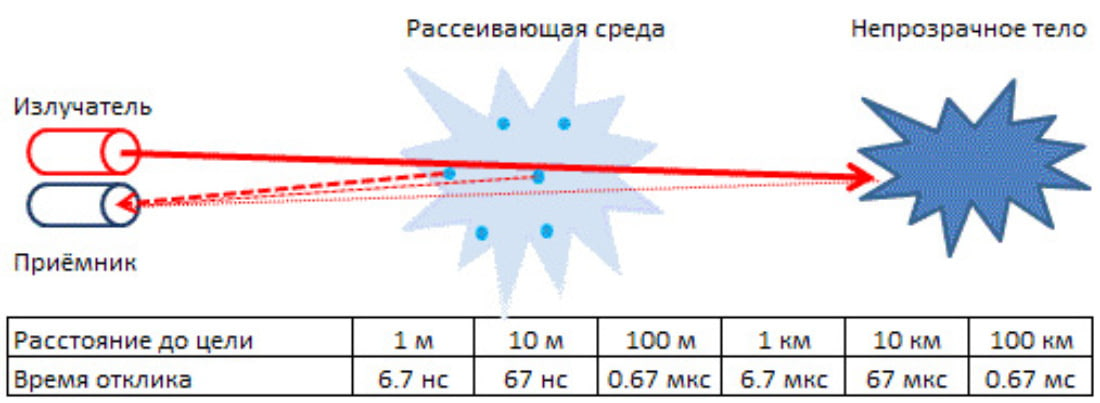 Рассеивающая среда Непрозрачное тело
Излучатель
Приёмник
Расстояние до цели 1 м 10 м 100 м 1 км 10 км 100 км
Время отклика 6.7 нс 67 нс 0.67 мкс 6.7 мкс 67 мкс 0.67 мс